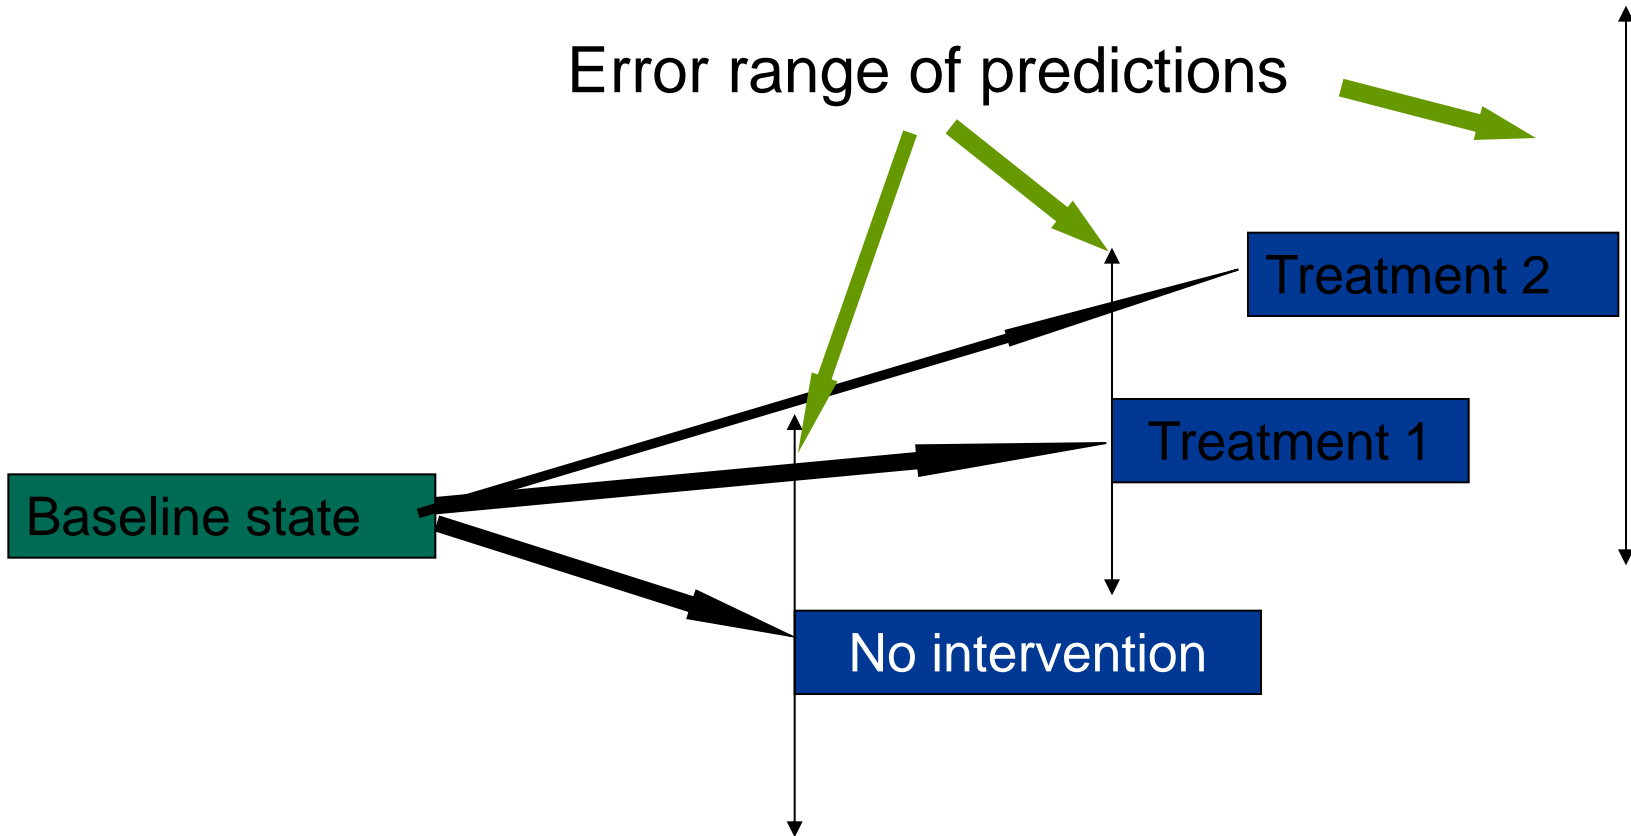 Error range of predictions
Treatment 2
Treatment 1
Baseline state
No intervention